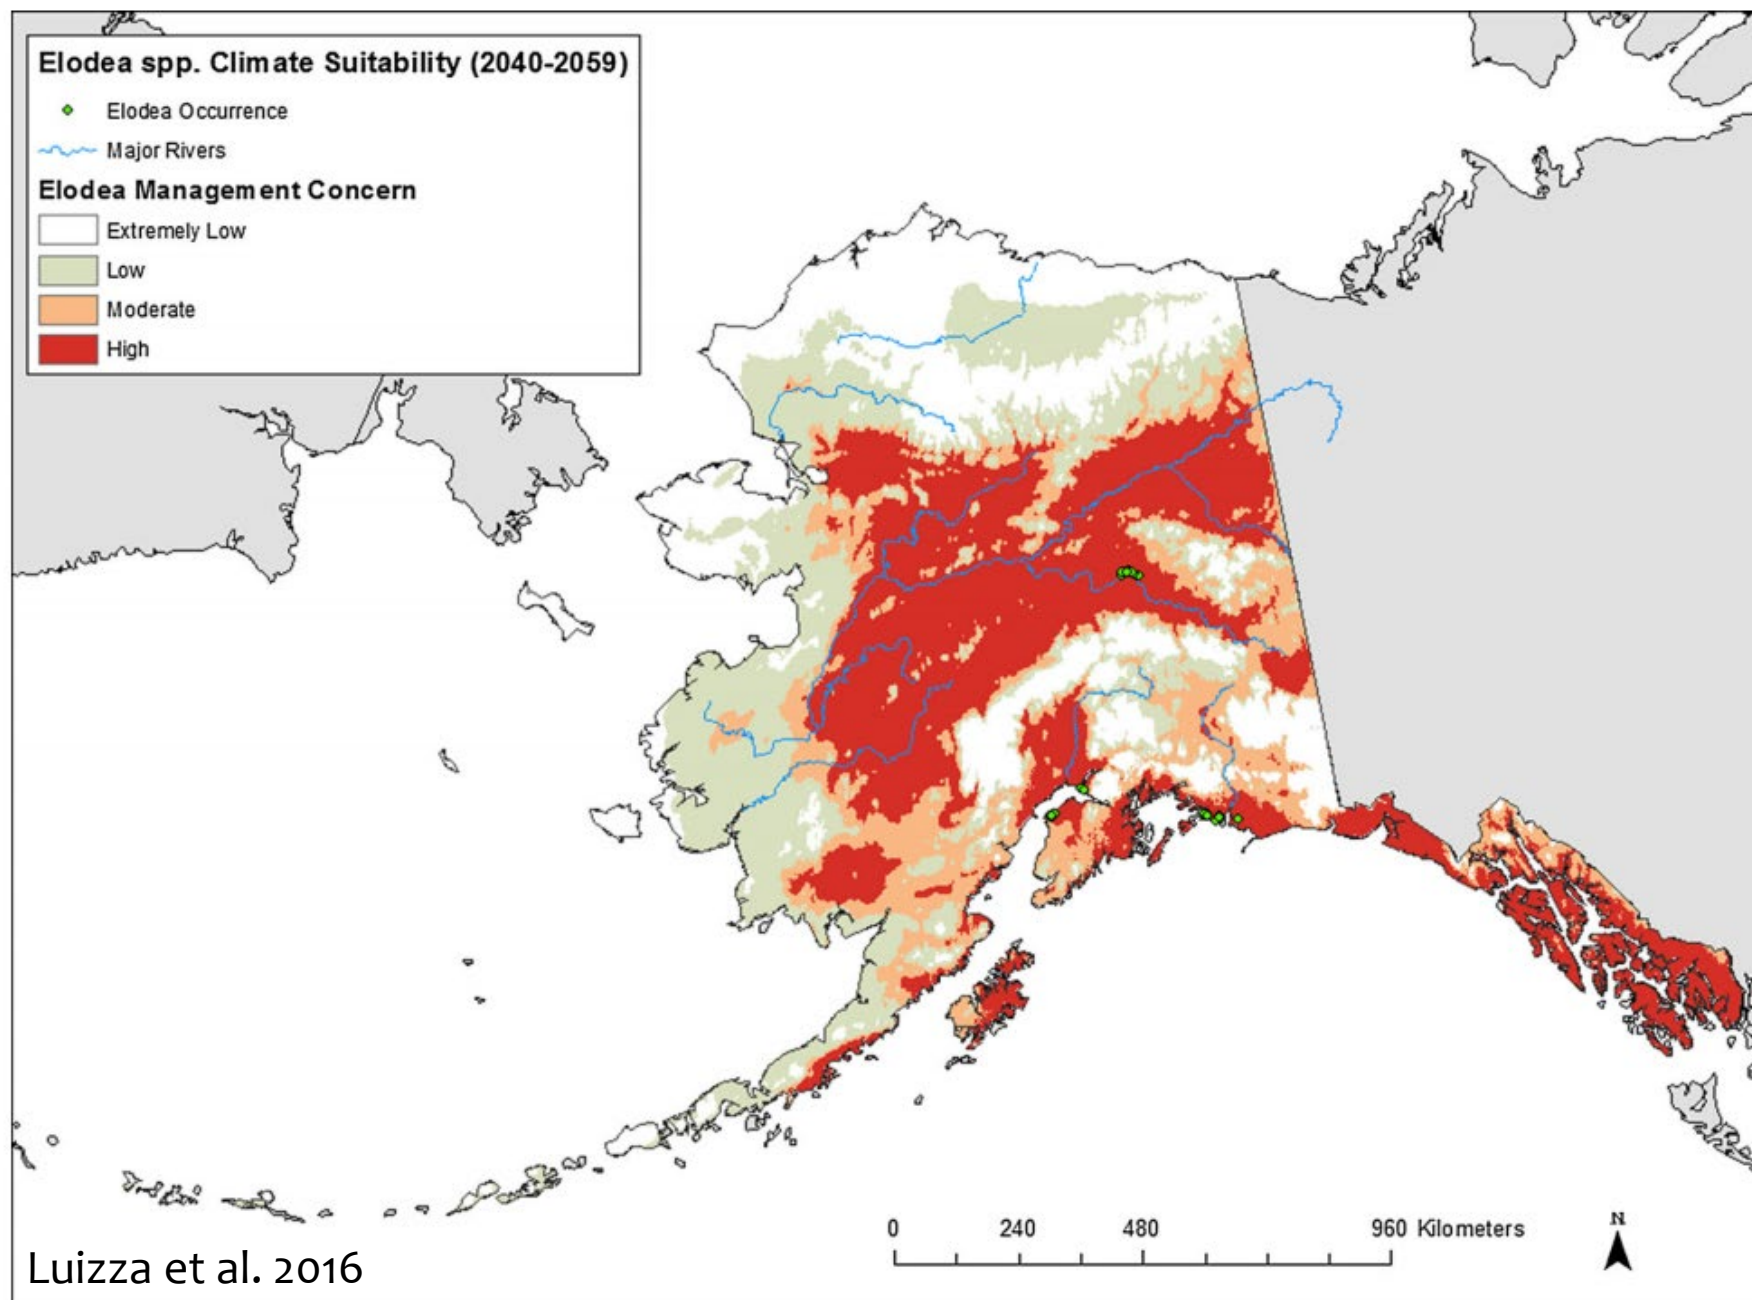 Elodea spp. Climate Suitability (2040-2059)
Elodea Occurrence
Major Rivers
Elodea Management Concern
Extremely Low
Low
Moderate
High
0 240 480 960 Kilometers
N
Luizza et al. 2016